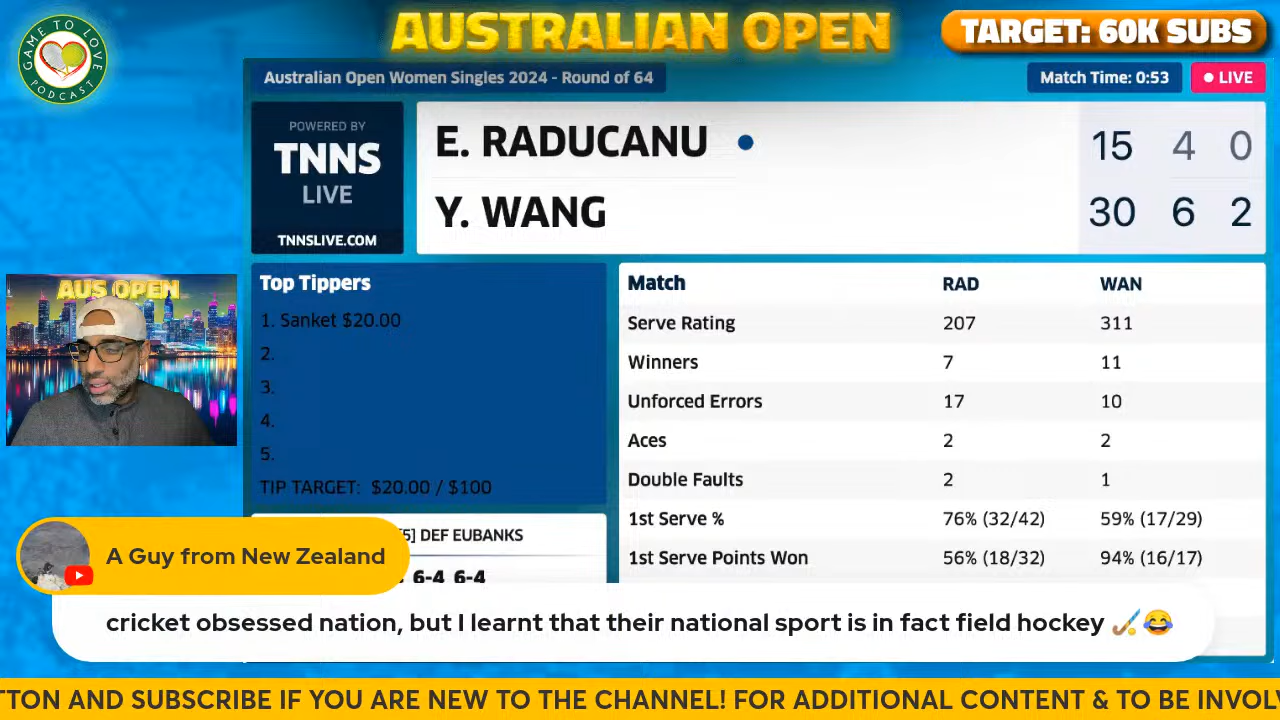 GAME TO LOVE
PODCAST
AUSTRALIAN OPEN
TARGET: 60K SUBS
Australian Open Women Singles 2024 - Round of 64
Match Time: 0:53
LIVE
POWERED BY
TNNS
LIVE
TNNSLIVE.COM
E. RADUCANU 15 4 0
Y. WANG 30 6 2
AUS OPEN
Top Tippers
1. Sanket $20.00
2.
3.
4.
5.
TIP TARGET: $20.00 / $100
Match RAD WAN
Serve Rating 207 311
Winners 7 11
Unforced Errors 17 10
Aces 2 2
Double Faults 2 1
1st Serve % 76% (32/42) 59% (17/29)
1st Serve Points Won 56% (18/32) 94% (16/17)
5] DEF EUBANKS
6-4 6-4
A Guy from New Zealand
cricket obsessed nation, but I learnt that their national sport is in fact field hockey 🏑😂
TTON AND SUBSCRIBE IF YOU ARE NEW TO THE CHANNEL! FOR ADDITIONAL CONTENT & TO BE INVOL